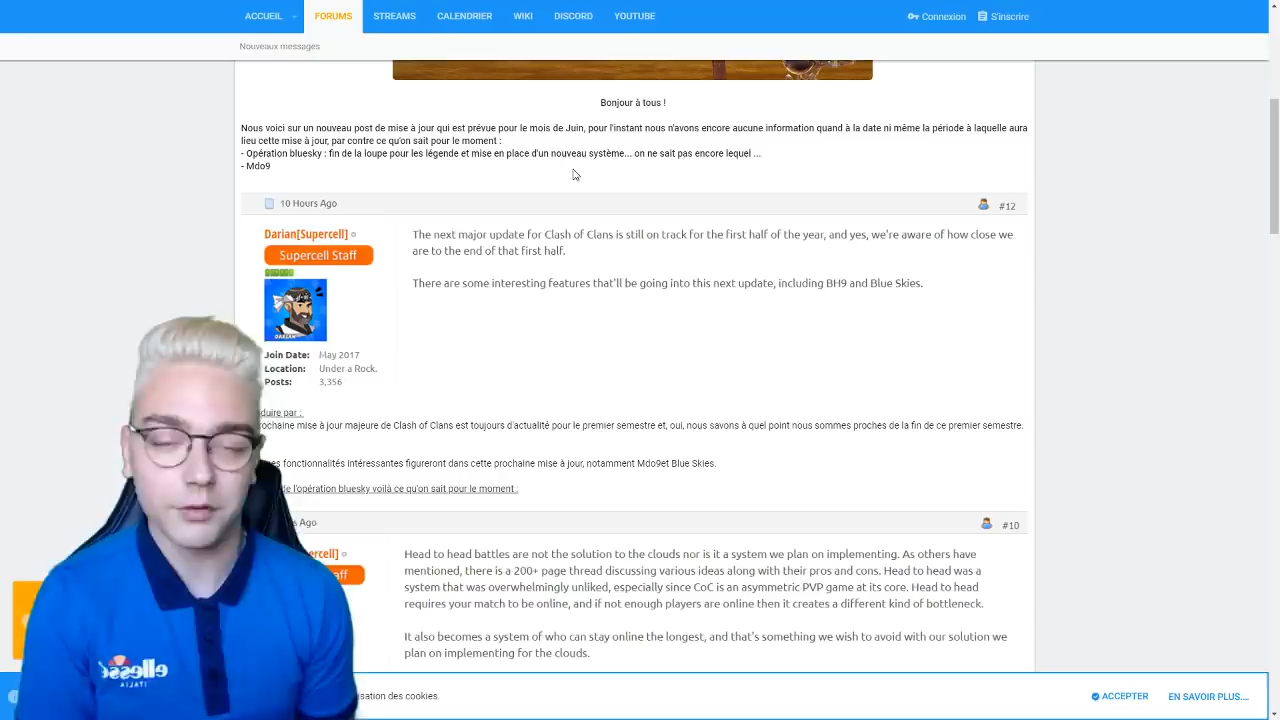 ACCUEIL FORUMS STREAMS CALENDRIER WIKI DISCORD YOUTUBE Connexion S'inscrire
Nouveaux messages
Bonjour à tous !
Nous voici sur un nouveau post de mise à jour qui est prévue pour le mois de Juin, pour l'instant nous n'avons encore aucune information quant à la date ni même la période à laquelle aura
lieu cette mise à jour, par contre ce qu'on sait pour le moment :
- Opération bluesky : fin de la loupe pour les légende et mise en place d'un nouveau système... on ne sait pas encore lequel ...
- Mdo9
10 Hours Ago #12
Darian[Supercell]
Supercell Staff
DARIAN
Join Date: May 2017
Location: Under a Rock.
Posts: 3,356
The next major update for Clash of Clans is still on track for the first half of the year, and yes, we're aware of how close we
are to the end of that first half.
There are some interesting features that'll be going into this next update, including BH9 and Blue Skies.
duire par :
rochaine mise à jour majeure de Clash of Clans est toujours d'actualité pour le premier semestre et, oui, nous savons à quel point nous sommes proches de la fin de ce premier semestre.
es fonctionnalités intéressantes figureront dans cette prochaine mise à jour, notamment Mdo9et Blue Skies.
de l'opération bluesky voilà ce qu'on sait pour le moment :
s Ago #10
ercell]
aff
Head to head battles are not the solution to the clouds nor is it a system we plan on implementing. As others have
mentioned, there is a 200+ page thread discussing various ideas along with their pros and cons. Head to head was a
system that was overwhelmingly unliked, especially since CoC is an asymmetric PVP game at its core. Head to head
requires your match to be online, and if not enough players are online then it creates a different kind of bottleneck.
It also becomes a system of who can stay online the longest, and that's something we wish to avoid with our solution we
plan on implementing for the clouds.
isation des cookies. ACCEPTER EN SAVOIR PLUS....
ellesse
ITALIA